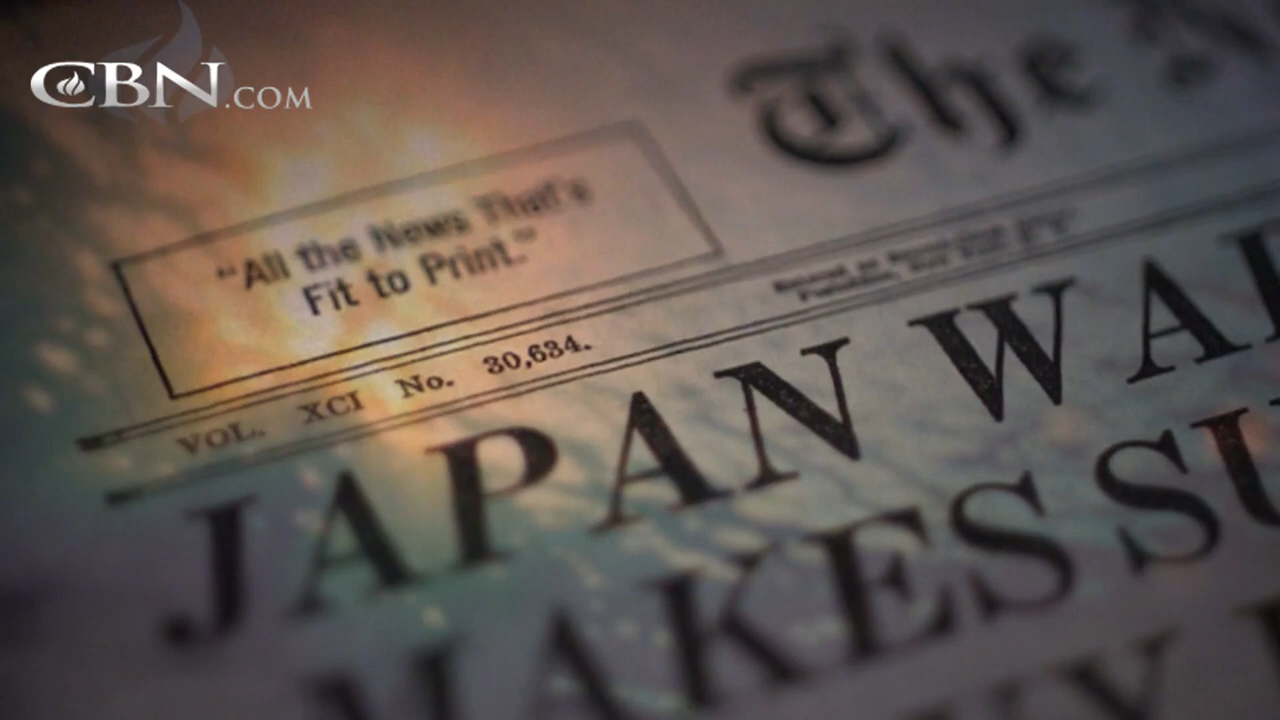 CBN.COM
The
"All the News That's
Fit to Print."
VOL. XCI No. 30,634.
JAPAN WA
MAKES SU